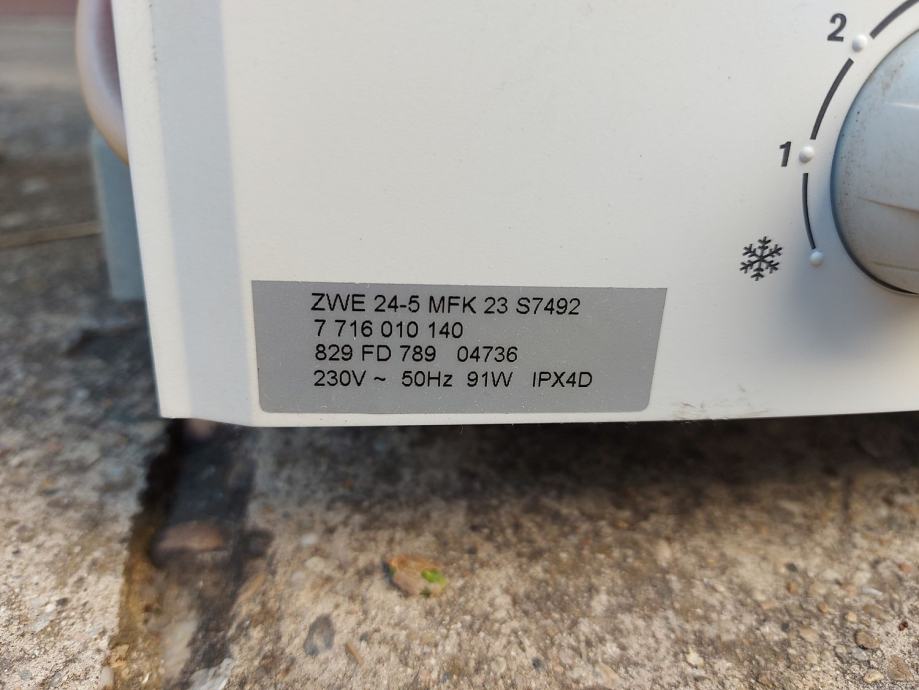 2
1
ZWE 24-5 MFK 23 S7492
7 716 010 140
829 FD 789 04736
230V ~ 50Hz 91W IPX4D